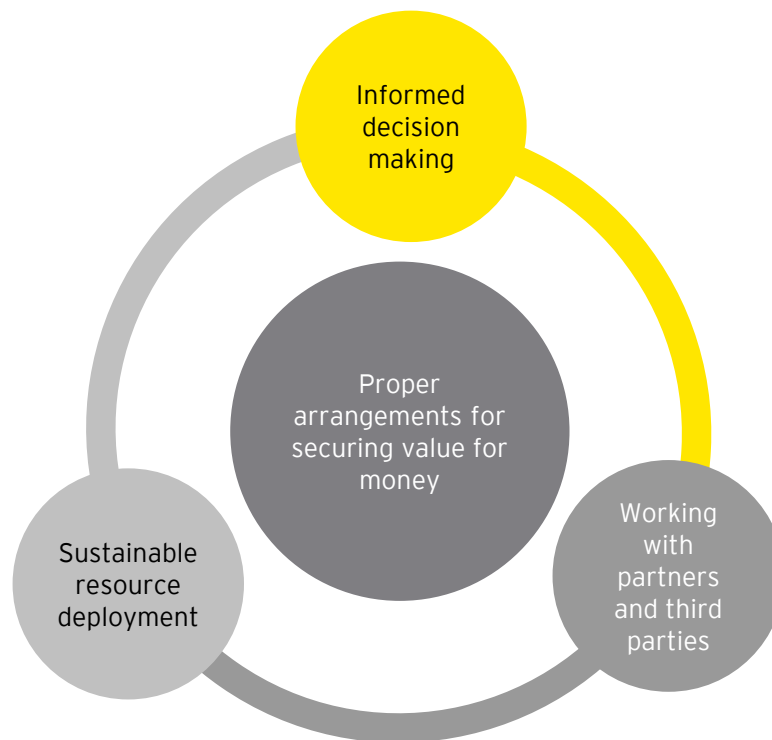 Informed
decision
making
Proper
arrangements for
securing value for
money
Sustainable
resource
deployment
Working
with
partners
and third
parties